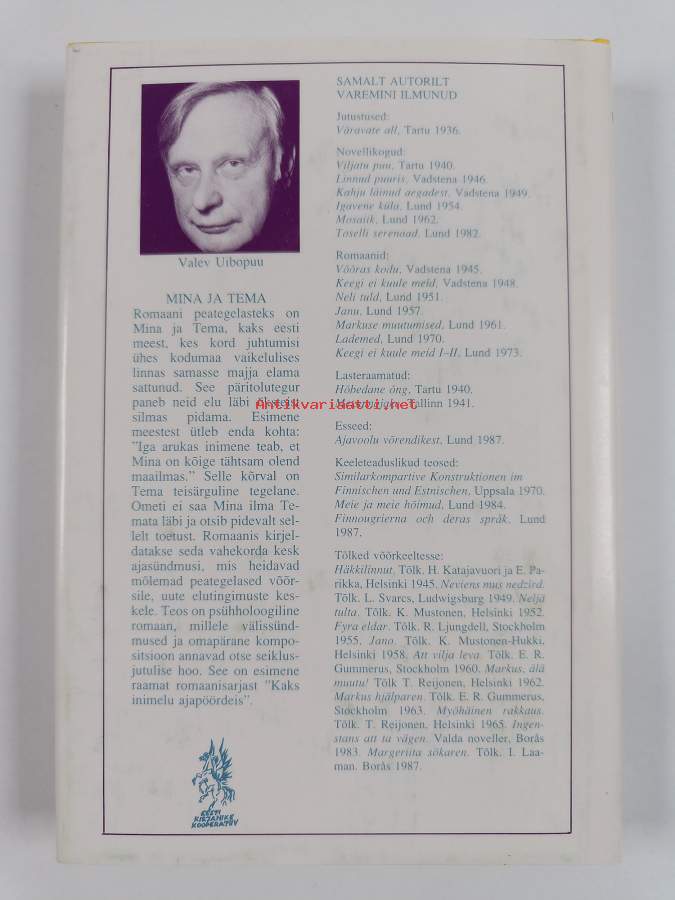 Valev Uibopuu
MINA JA TEMA
Romaani peategelasteks on
Mina ja Tema, kaks eesti
meest, kes kord juhtumisi
ühes kodumaa vaikelulises
linnas samasse majja elama
sattunud. See päritolutegur
paneb neid elu läbi üksteist
silmas pidama. Esimene
meestest ütleb enda kohta:
"Iga arukas inimene teab, et
Mina on kõige tähtsam olend
maailmas." Selle kõrval on
Tema teisärguline tegelane.
Ometi ei saa Mina ilma Te-
mata läbi ja otsib pidevalt sel-
lelt toetust. Romaanis kirjel-
datakse seda vahekorda kesk
ajasündmusi, mis heidavad
mõlemad peategelased võõr-
sile, uute elutingimuste kes-
kele. Teos on psühholoogiline
romaan, millele välissünd-
mused ja omapärane kompo-
sitsioon annavad otse seiklus-
jutulise hoo. See on esimene
raamat romaanisarjast "Kaks
inimelu ajapöördeis".
EESTI
KIRJANIKE
KOOPERATIIV
SAMALT AUTORILT
VAREMINI ILMUNUD
Jutustused:
Väravate all, Tartu 1936.
Novellikogud:
Viljatu puu, Tartu 1940.
Linnud puuris, Vadstena 1946.
Kahju läinud aegadest, Vadstena 1949.
Igavene küla, Lund 1954.
Mosaiik, Lund 1962.
Toselli serenaad, Lund 1982.
Romaanid:
Võõras kodu, Vadstena 1945.
Keegi ei kuule meid, Vadstena 1948.
Neli tuld, Lund 1951.
Janu, Lund 1957.
Markuse muutumised, Lund 1961.
Lademed, Lund 1970.
Keegi ei kuule meid I–II, Lund 1973.
Lasteraamatud:
Hõbedane õng, Tartu 1940.
Tallinn 1941.
Antikvariaatti.net
Esseed:
Ajavoolu võrendikest, Lund 1987.
Keeleteaduslikud teosed:
Similarkompartive Konstruktionen im
Finnischen und Estnischen, Uppsala 1970.
Meie ja meie hõimud, Lund 1984.
Finnougrierna och deras språk, Lund
1987.
Tõlked võõrkeeltesse:
Häkkilinnut, Tõlk. H. Katajavuori ja E. Pa-
rikka, Helsinki 1945. Neviens mus nedzird.
Tõlk. L. Svarcs, Ludwigsburg 1949. Neljä
tulta. Tõlk. K. Mustonen, Helsinki 1952.
Fyra eldar. Tõlk. R. Ljungdell, Stockholm
1955. Jano. Tõlk. K. Mustonen-Hukki,
Helsinki 1958. Att vilja leva. Tõlk. E. R.
Gummerus, Stockholm 1960. Markus, älä
muutu! Tõlk T. Reijonen, Helsinki 1962.
Markus hjälparen. Tõlk. E. R. Gummerus,
Stockholm 1963. Myöhäinen rakkaus.
Tõlk. T. Reijonen, Helsinki 1965. Ingen-
stans att ta vägen. Valda noveller, Borås
1983. Margeriita sökaren. Tõlk. I. Laa-
man. Borås 1987.